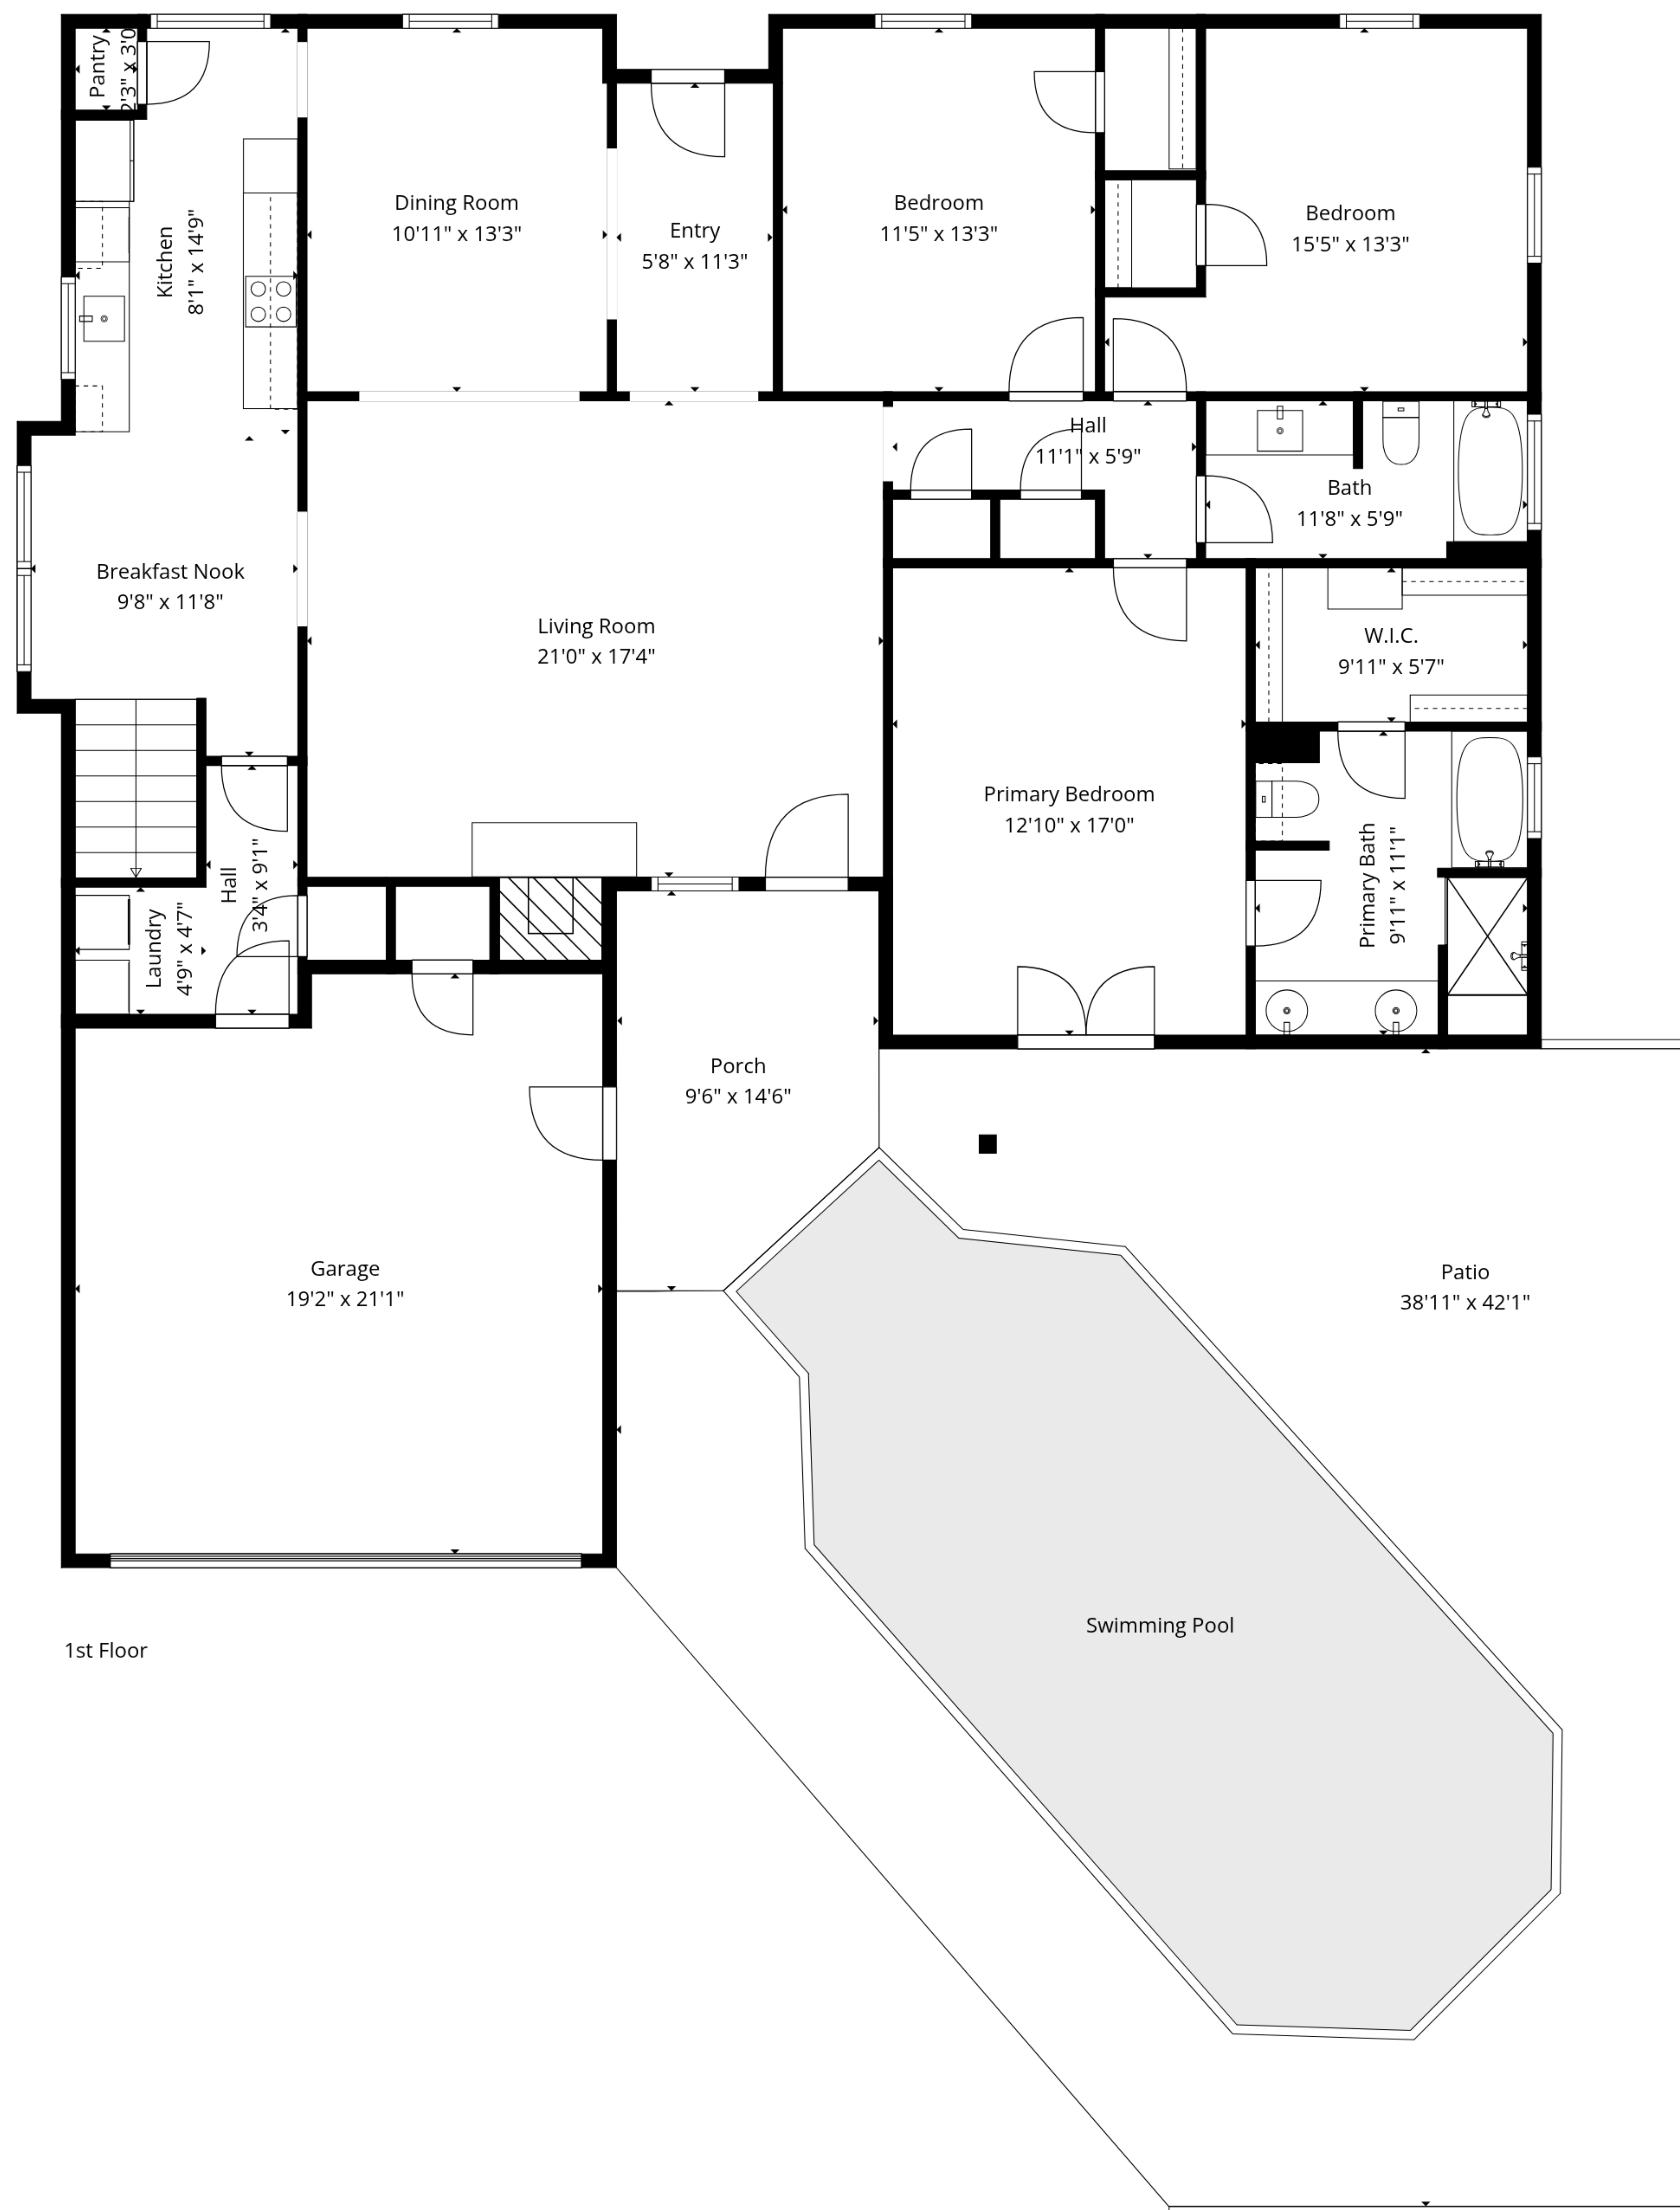 Pantry
2'3" x 3'0
Kitchen
8'1" x 14'9"
Dining Room
10'11" x 13'3"
Entry
5'8" x 11'3"
Bedroom
11'5" x 13'3"
Bedroom
15'5" x 13'3"
Hall
11'1" x 5'9"
Bath
11'8" x 5'9"
Breakfast Nook
9'8" x 11'8"
Living Room
21'0" x 17'4"
W.I.C.
9'11" x 5'7"
Primary Bedroom
12'10" x 17'0"
Primary Bath
9'11" x 11'1"
Hall
3'4" x 9'1"
Laundry
4'9" x 4'7"
Porch
9'6" x 14'6"
Garage
19'2" x 21'1"
Patio
38'11" x 42'1"
Swimming Pool
1st Floor